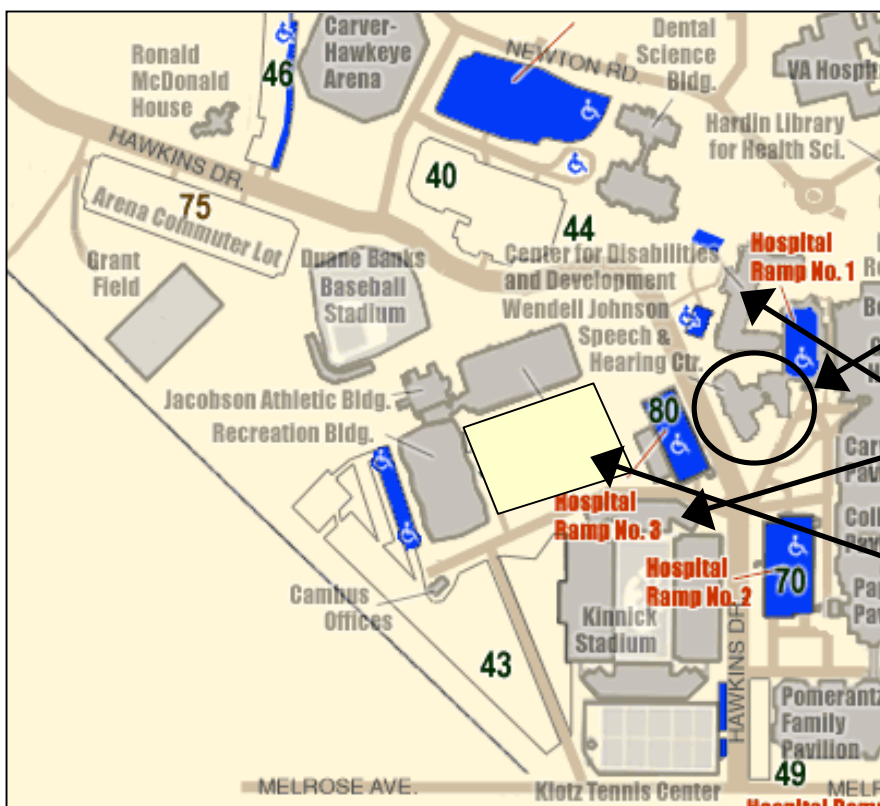 Carver-
Hawkeye
Arena
Ronald
McDonald
House
46
NEWTON RD.
Dental
Science
Bldg.
VA Hosp
Hardin Library
for Health Sci.
HAWKINS DR.
40
75
Arena Commuter Lot
44
Hospital
Ramp No. 1
Grant
Field
Duane Banks
Baseball
Stadium
Center for Disabilities
and Development
Wendell Johnson
Speech &
Hearing Ctr.
Jacobson Athletic Bldg.
Recreation Bldg.
80
Hospital
Ramp No. 3
Hospital
Ramp No. 2
70
Cambus
Offices
Kinnick
Stadium
43
HAWKINS DR.
Pomerantz
Family
Pavilion
49
MELROSE AVE.
Klotz Tennis Center
MELR